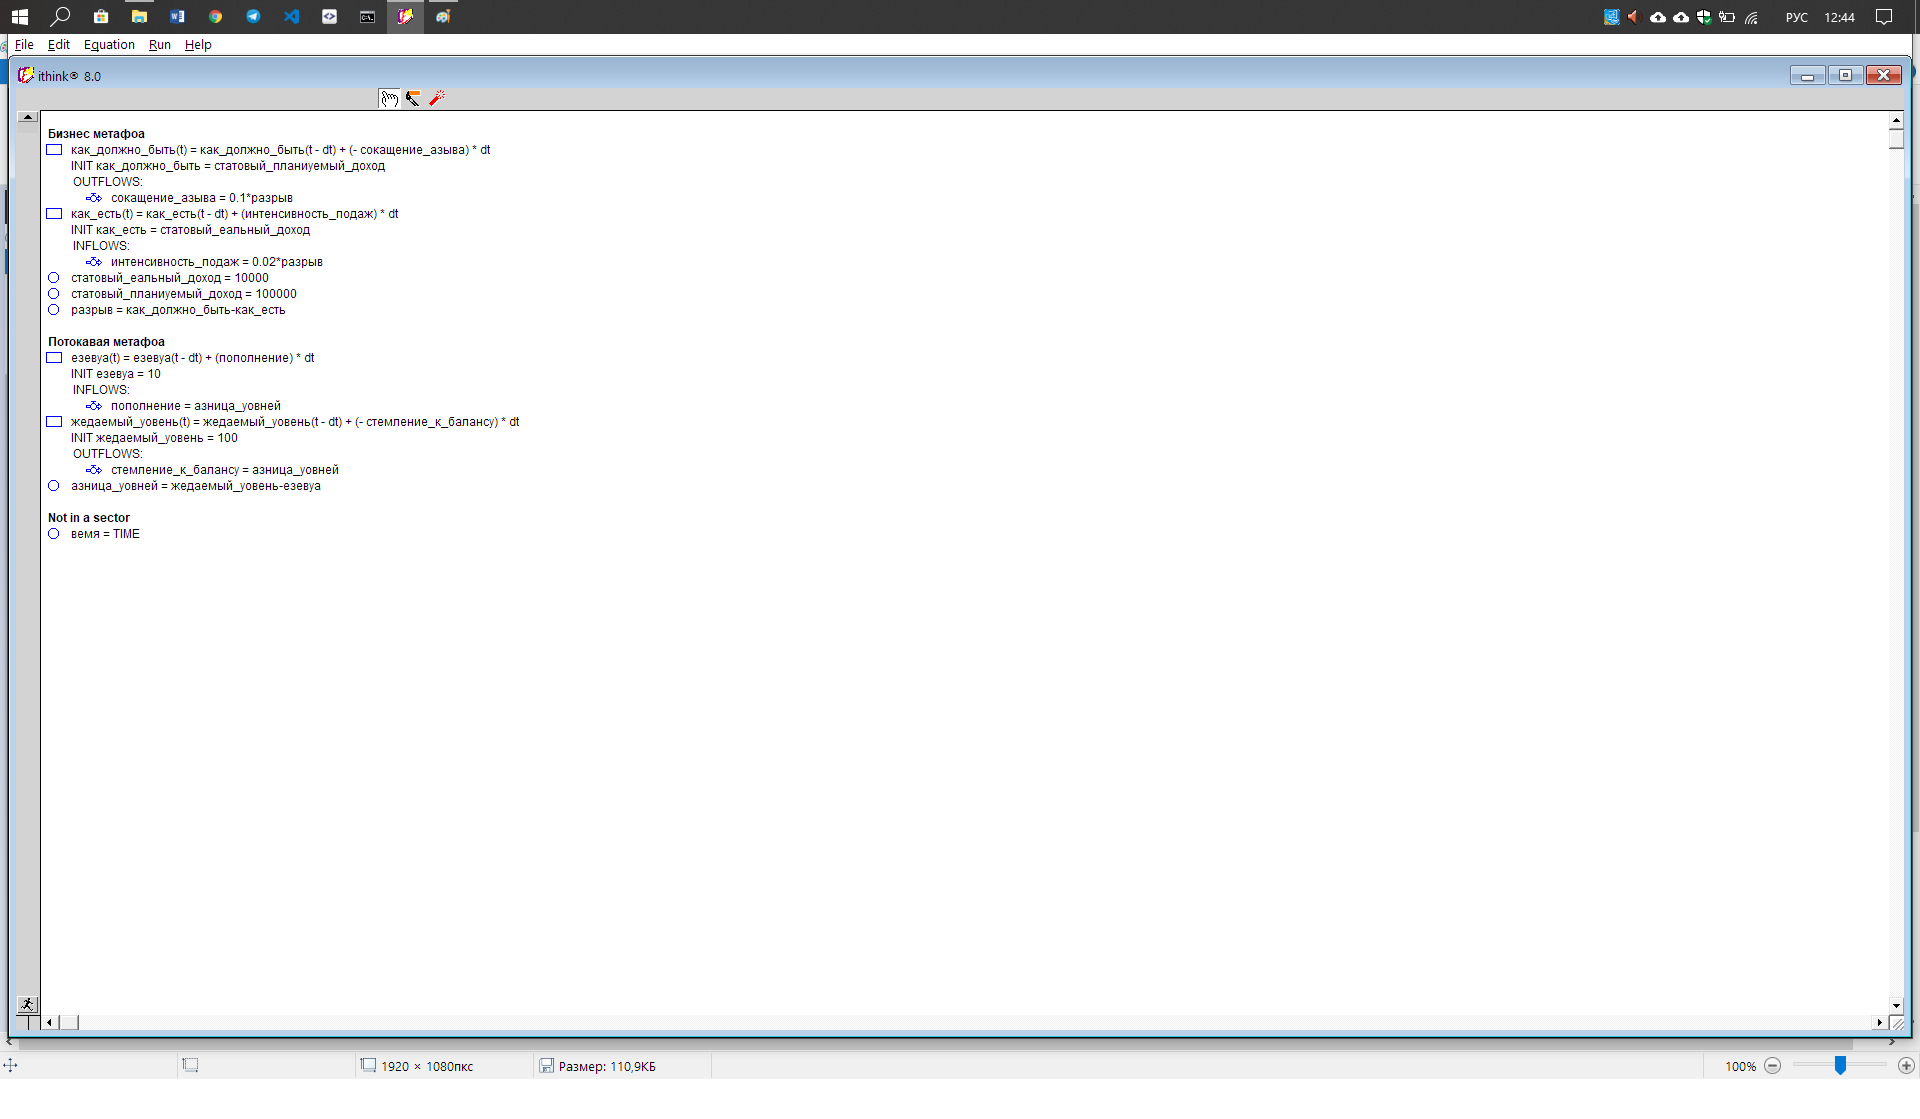 РУС 12:44
File Edit Equation Run Help
ithink® 8.0
Бизнес метафоа
как_должно_быть(t) = как_должно_быть(t - dt) + (- сокащение_азыва) * dt
INIT как_должно_быть = статовый_планиуемый_доход
OUTFLOWS:
сокащение_азыва = 0.1*разрыв
как_есть(t) = как_есть(t - dt) + (интенсивность_подаж) * dt
INIT как_есть = статовый_еальный_доход
INFLOWS:
интенсивность_подаж = 0.02*разрыв
статовый_еальный_доход = 10000
статовый_планиуемый_доход = 100000
разрыв = как_должно_быть-как_есть
Потокавая метафоа
езевуа(t) = езевуа(t - dt) + (пополнение) * dt
INIT езевуа = 10
INFLOWS:
пополнение = азница_уовней
жедаемый_уовень(t) = жедаемый_уовень(t - dt) + (- стемление_к_балансу) * dt
INIT жедаемый_уовень = 100
OUTFLOWS:
стемление_к_балансу = азница_уовней
азница_уовней = жедаемый_уовень-езевуа
Not in a sector
вемя = TIME
1920 × 1080пкс Размер: 110,9КБ 100%